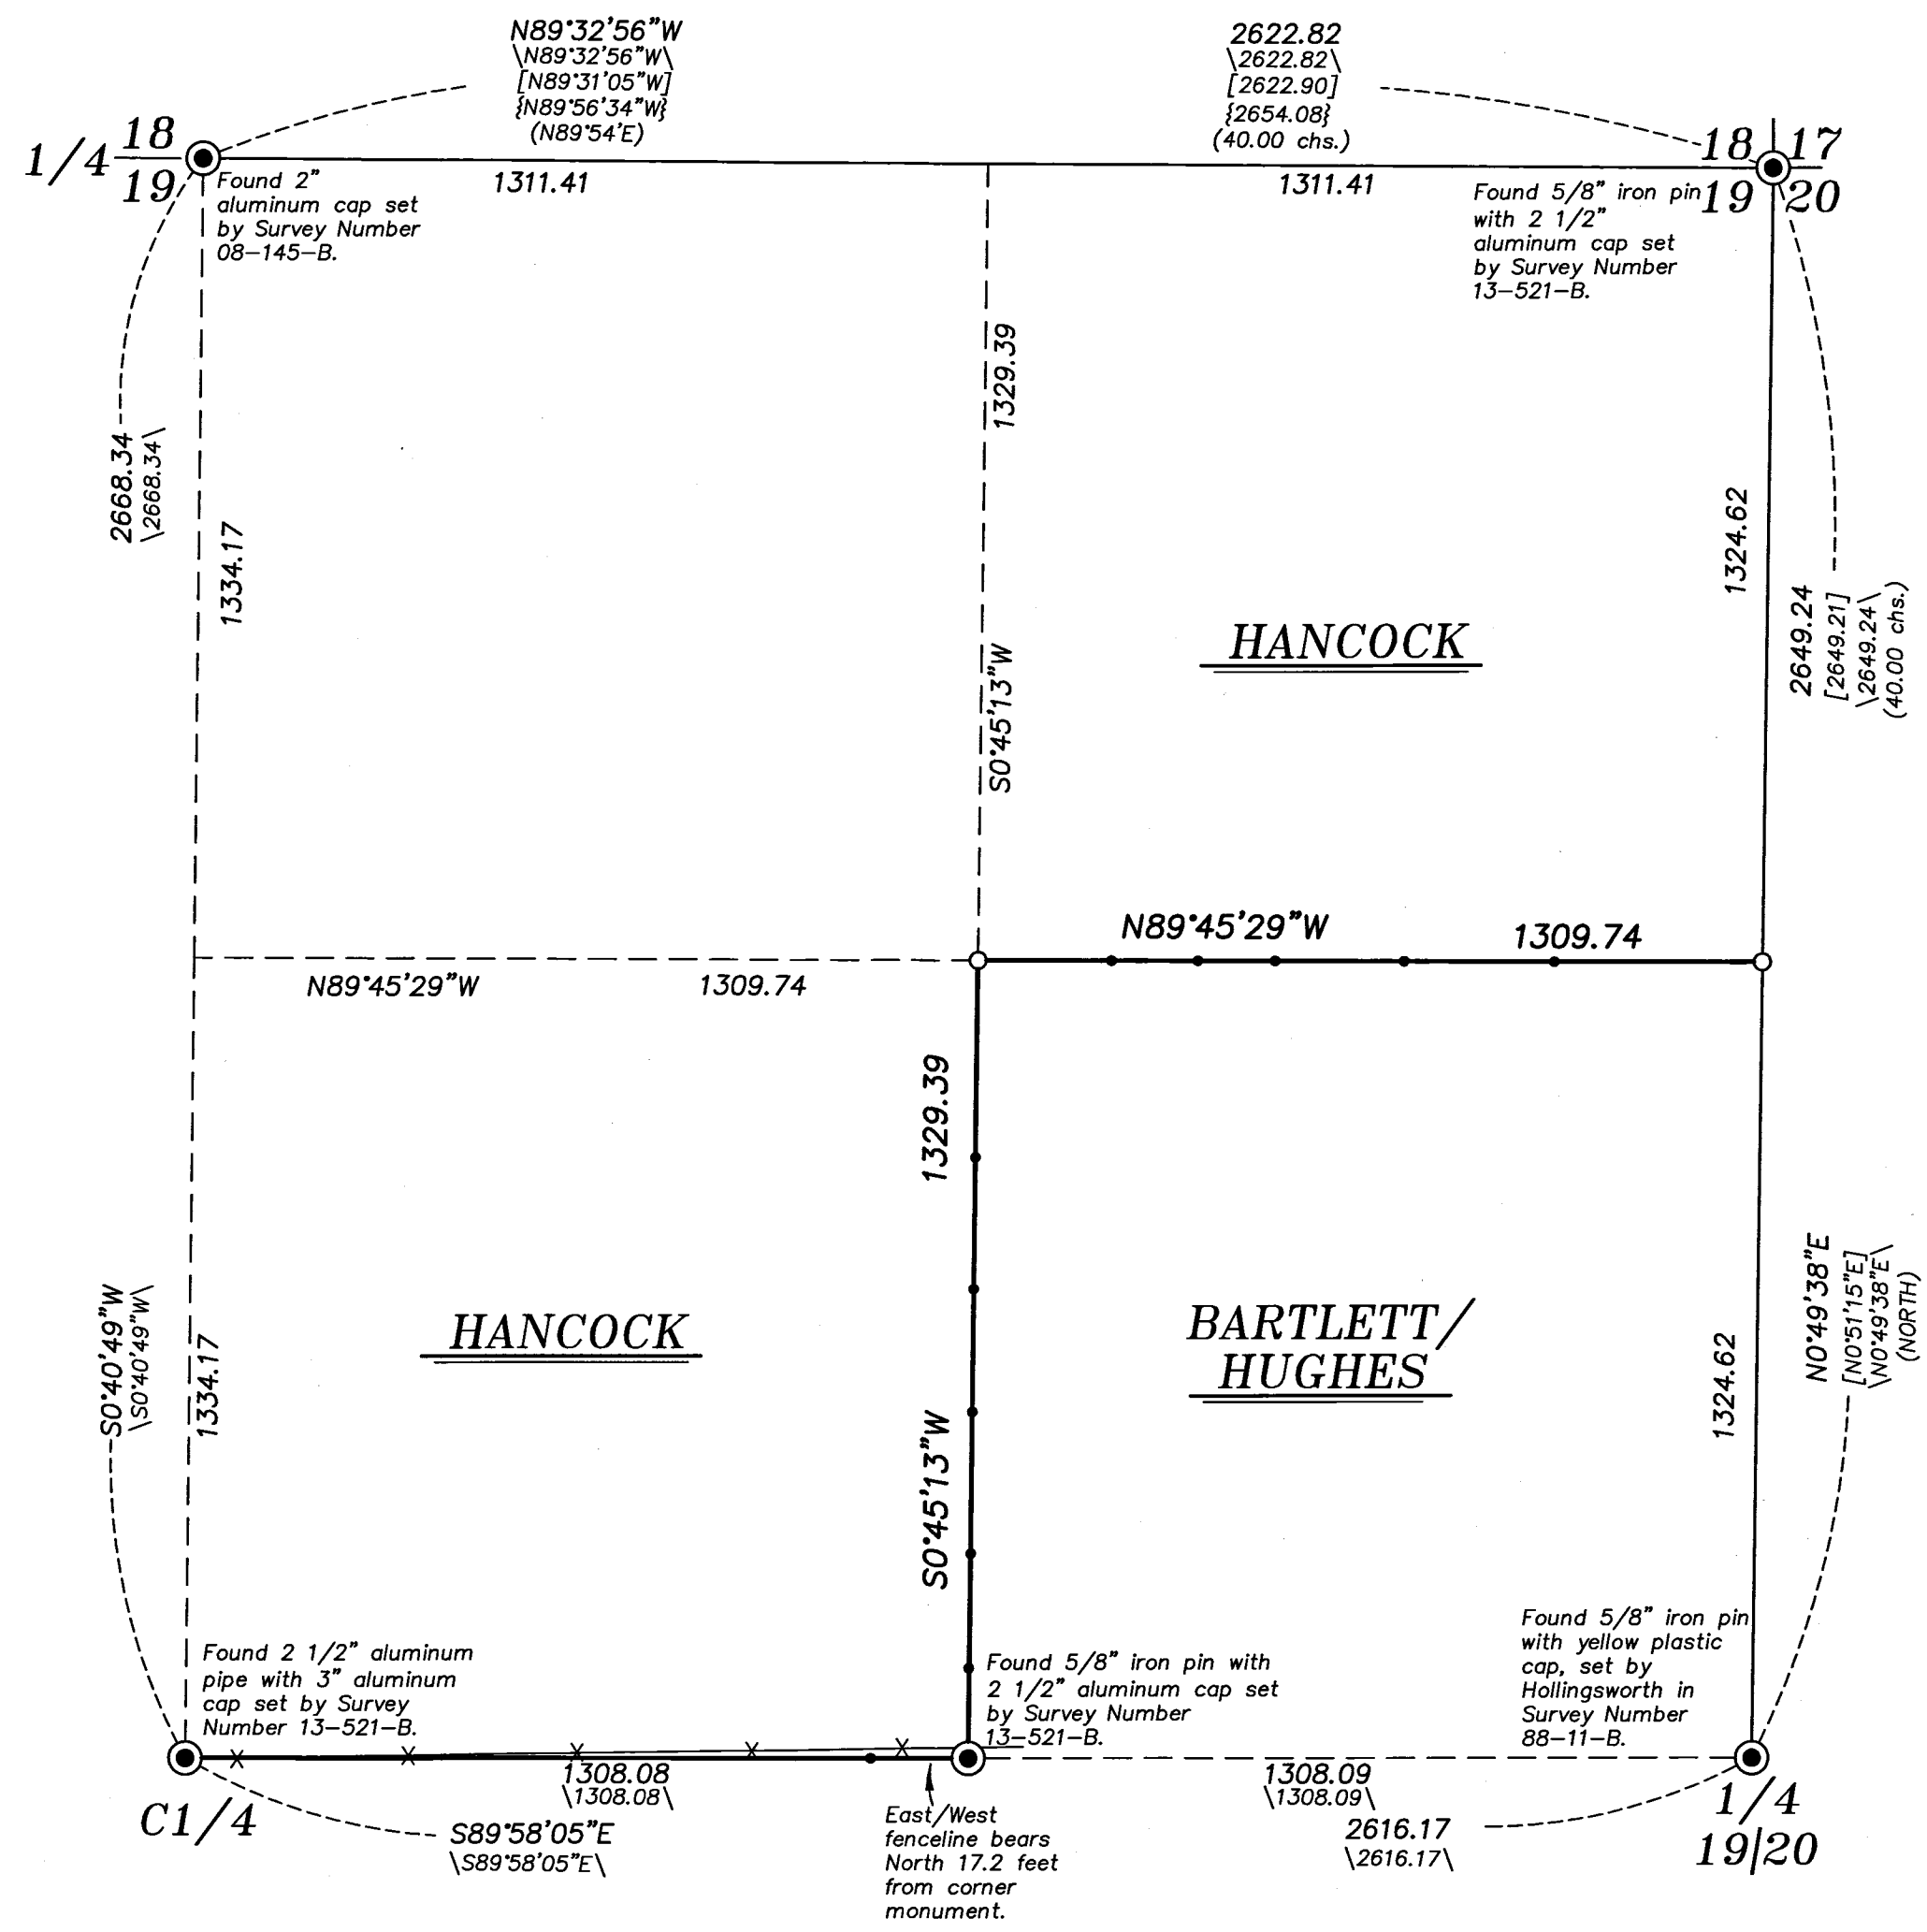 N89°32'56"W
\N89°32'56"W\
[N89°31'05"W]
{N89°56'34"W}
(N89°54'E)
2622.82
\2622.82\
[2622.90]
{2654.08}
(40.00 chs.)
1/4
18
19
18
17
19
20
1311.41
1311.41
Found 2"
aluminum cap set
by Survey Number
08-145-B.
Found 5/8" iron pin
with 2 1/2"
aluminum cap set
by Survey Number
13-521-B.
2668.34
\2668.34\
1334.17
1329.39
S0°45'13"W
1324.62
2649.24
[2649.21]
\2649.24\
(40.00 chs.)
HANCOCK
N89°45'29"W
1309.74
N89°45'29"W
1309.74
1329.39
S0°45'13"W
S0°40'49"W
\S0°40'49"W\
1334.17
HANCOCK
BARTLETT/
HUGHES
1324.62
N0°49'38"E
[N0°51'15"E]
\N0°49'38"E\
(NORTH)
Found 2 1/2" aluminum
pipe with 3" aluminum
cap set by Survey
Number 13-521-B.
Found 5/8" iron pin with
2 1/2" aluminum cap set
by Survey Number
13-521-B.
Found 5/8" iron pin
with yellow plastic
cap, set by
Hollingsworth in
Survey Number
88-11-B.
C1/4
1308.08
\1308.08\
S89°58'05"E
\S89°58'05"E\
East/West
fenceline bears
North 17.2 feet
from corner
monument.
1308.09
\1308.09\
2616.17
\2616.17\
1/4
19|20